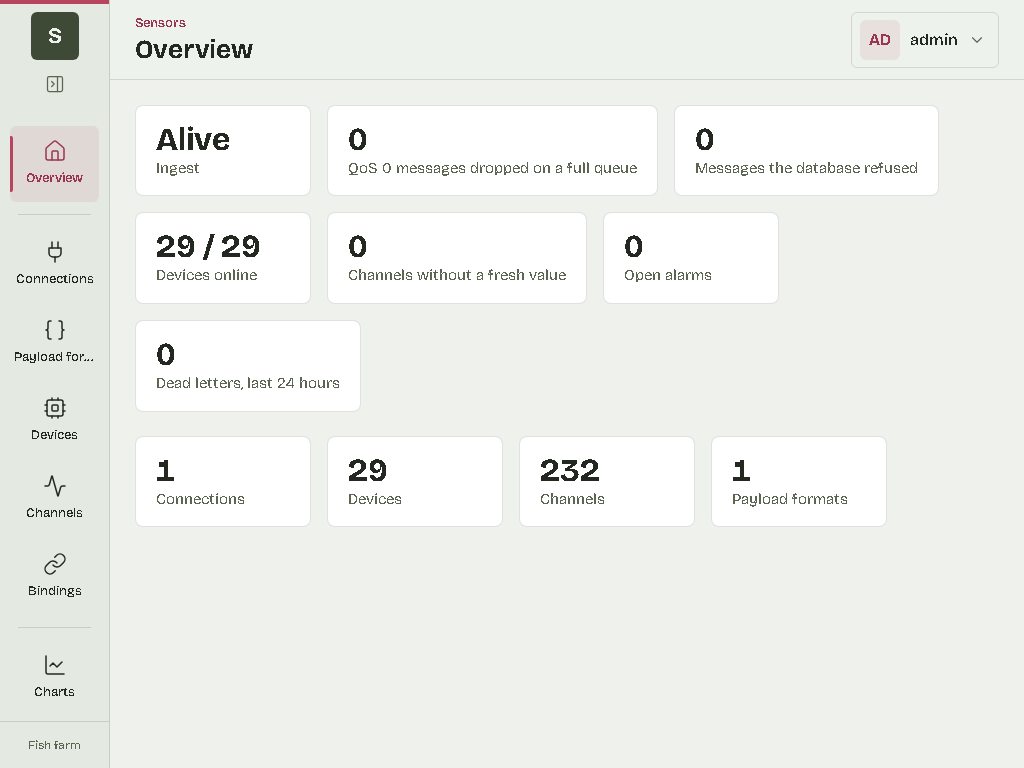 S
Sensors
Overview
AD admin
Overview
Connections
Payload for...
Devices
Channels
Bindings
Charts
Fish farm
Alive
Ingest
0
QoS 0 messages dropped on a full queue
0
Messages the database refused
29 / 29
Devices online
0
Channels without a fresh value
0
Open alarms
0
Dead letters, last 24 hours
1
Connections
29
Devices
232
Channels
1
Payload formats